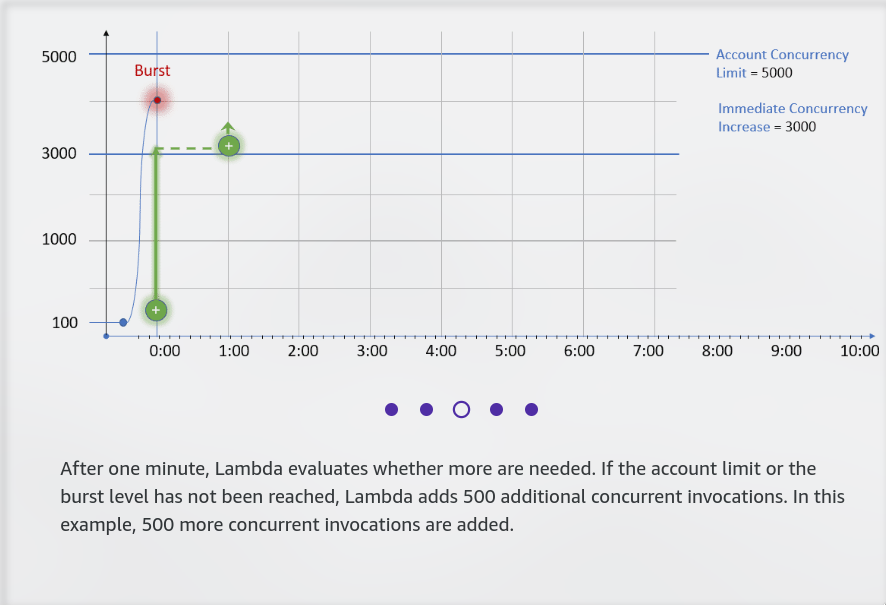 5000
3000
1000
100
Burst
Account Concurrency
Limit = 5000
Immediate Concurrency
Increase = 3000
+
+
0:00 1:00 2:00 3:00 4:00 5:00 6:00 7:00 8:00 9:00 10:00
After one minute, Lambda evaluates whether more are needed. If the account limit or the
burst level has not been reached, Lambda adds 500 additional concurrent invocations. In this
example, 500 more concurrent invocations are added.